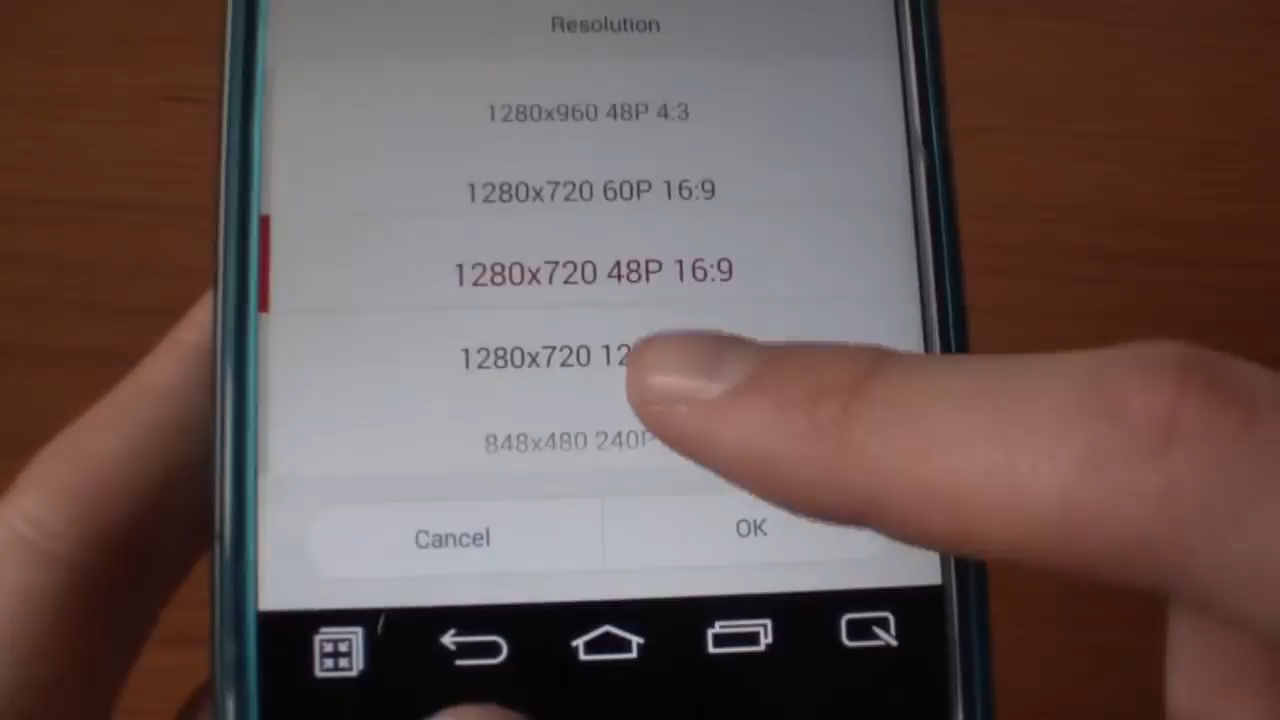 Resolution
1280x960 48P 4:3
1280x720 60P 16:9
1280x720 48P 16:9
1280x720 12
848x480 240P
Cancel
OK